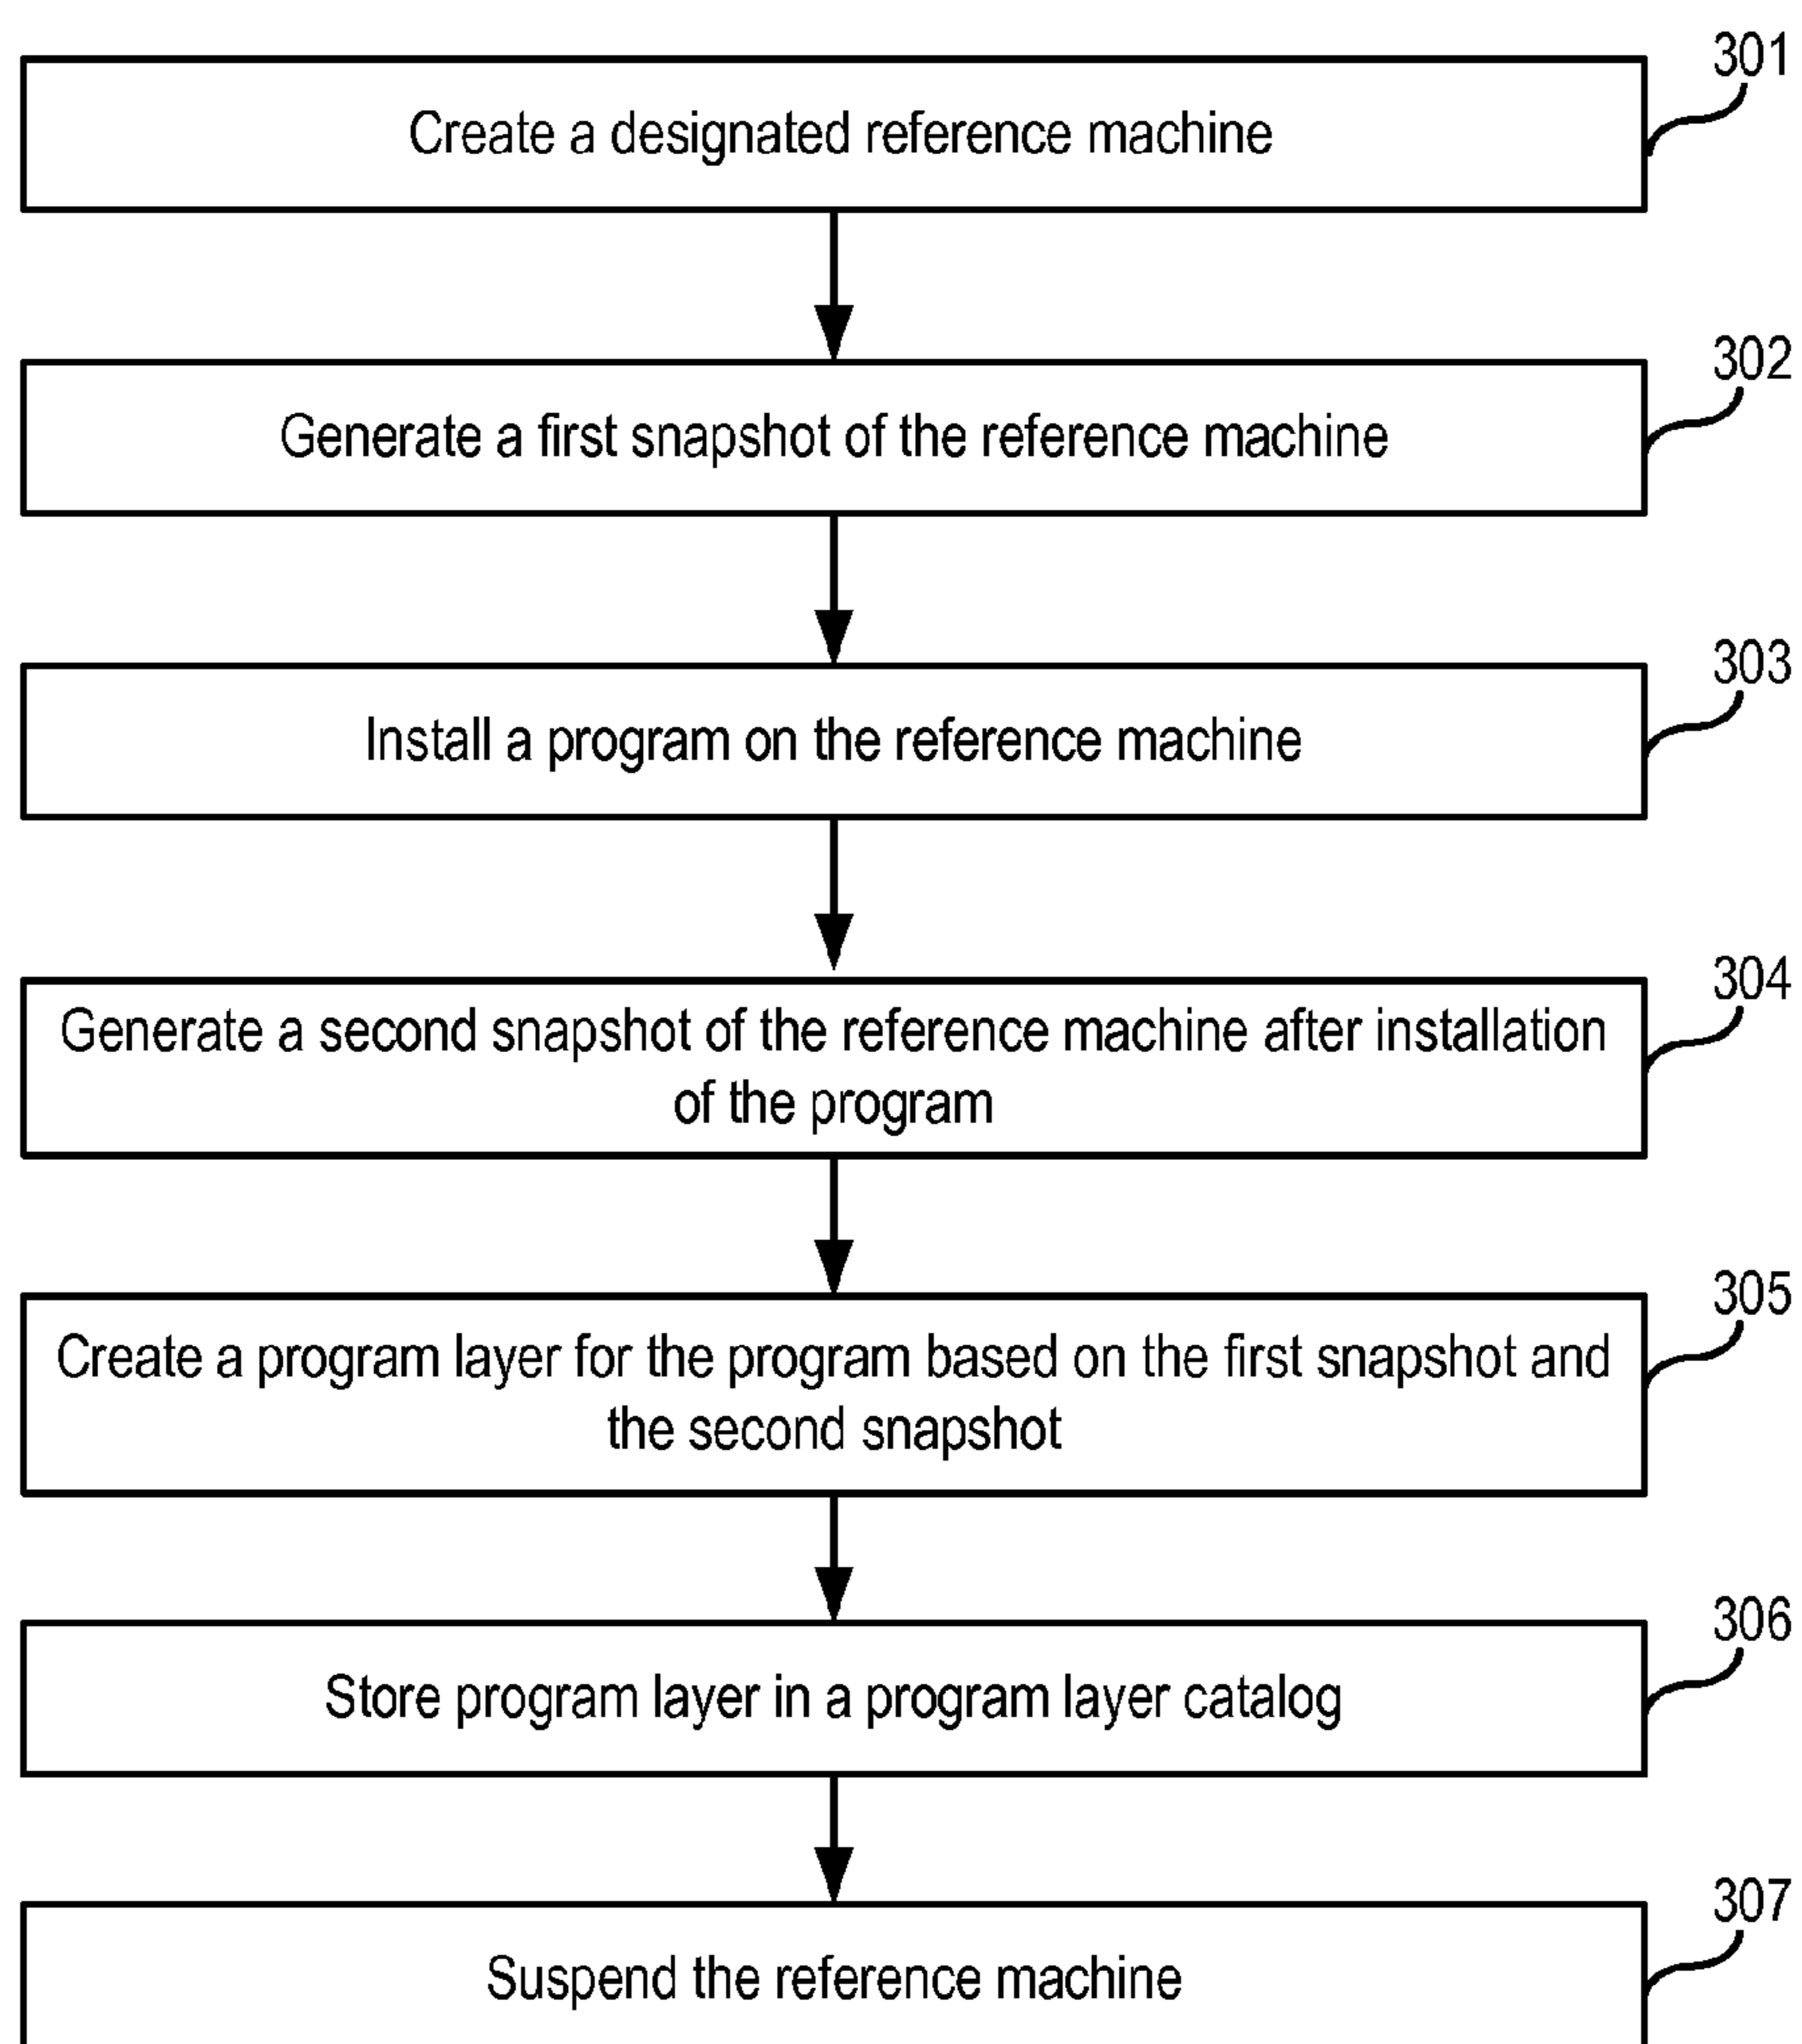 301
Create a designated reference machine
302
Generate a first snapshot of the reference machine
303
Install a program on the reference machine
304
Generate a second snapshot of the reference machine after installation
of the program
305
Create a program layer for the program based on the first snapshot and
the second snapshot
306
Store program layer in a program layer catalog
307
Suspend the reference machine